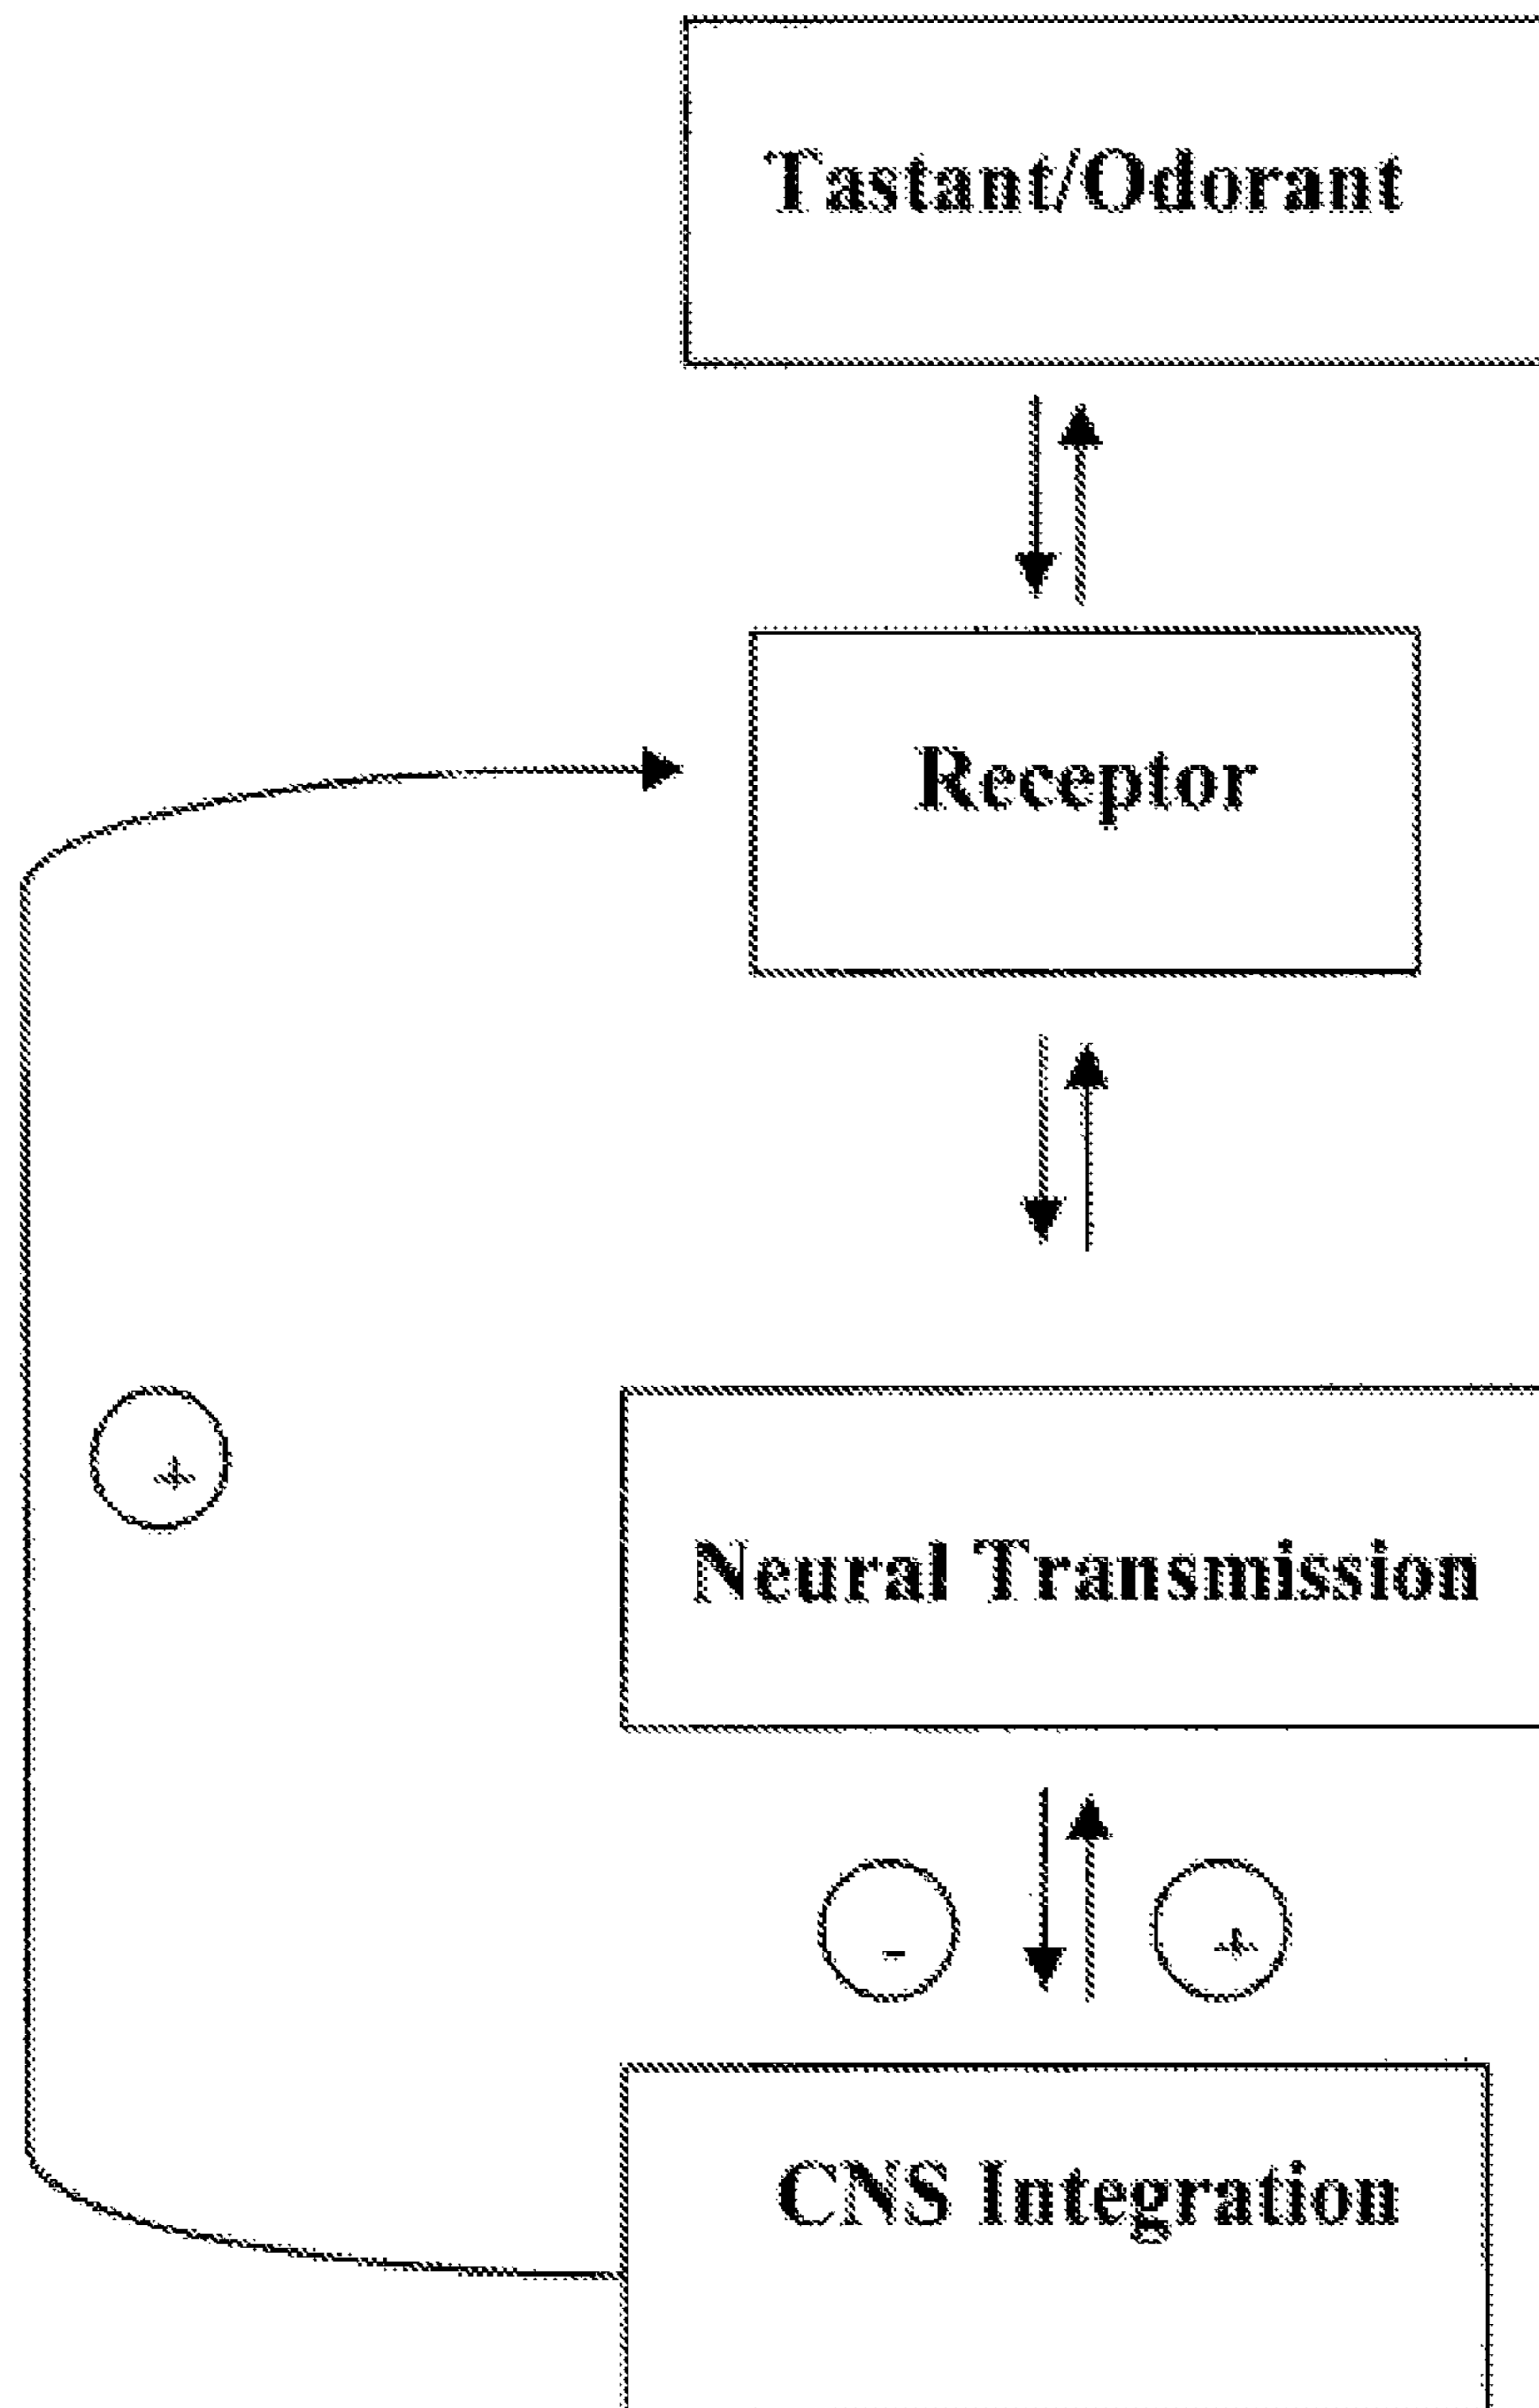 Tastant/Odorant
Receptor
+
Neural Transmission
- +
CNS Integration